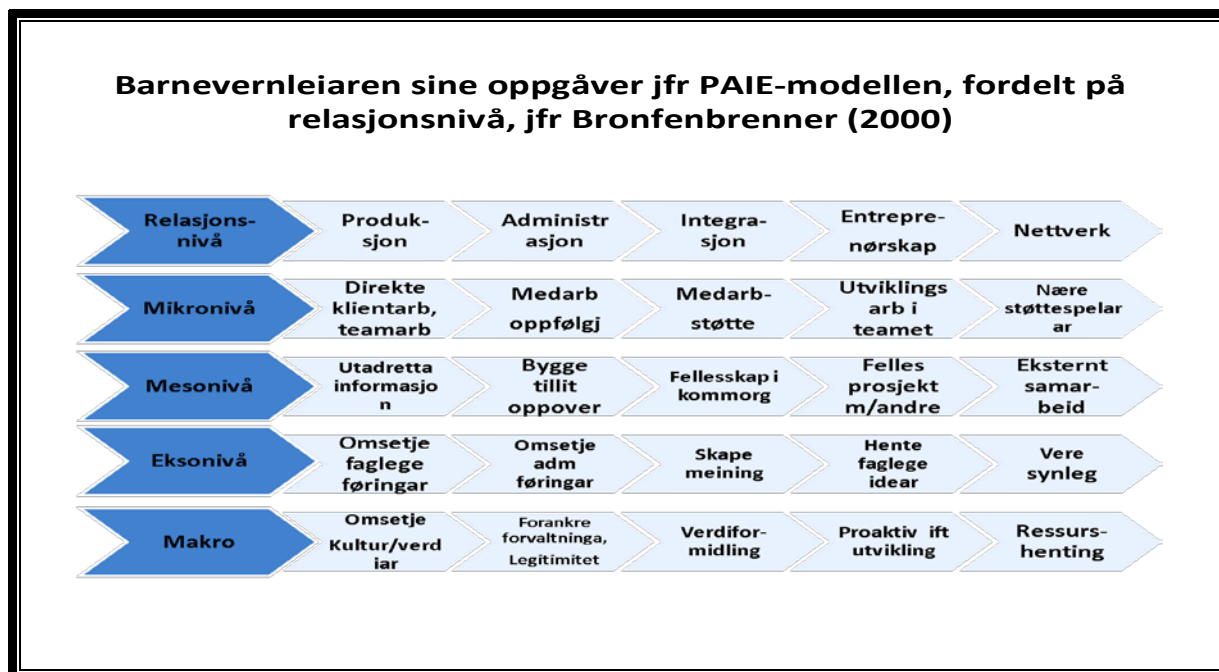 Barnevernleiaren sine oppgåver jfr PAIE-modellen, fordelt på
relasjonsnivå, jfr Bronfenbrenner (2000)
Relasjons-
nivå
Produk-
sjon
Administr
asjon
Integra-
sjon
Entrepre-
nørskap
Nettverk
Mikronivå
Direkte
klientarb,
teamarb
Medarb
oppfølgj
Medarb-
støtte
Utviklings
arb i
teamet
Nære
støttespelar
ar
Mesonivå
Utadretta
informasjo
n
Bygge
tillit
oppover
Fellesskap i
kommorg
Felles
prosjekt
m/andre
Eksternt
samar-
beid
Eksonivå
Omsetje
faglege
føringar
Omsetje
adm
føringar
Skape
meining
Hente
faglege
idear
Vere
synleg
Makro
Omsetje
Kultur/verd
iar
Forankre
forvaltninga,
Legitimitet
Verdifor-
midling
Proaktiv ift
utvikling
Ressurs-
henting